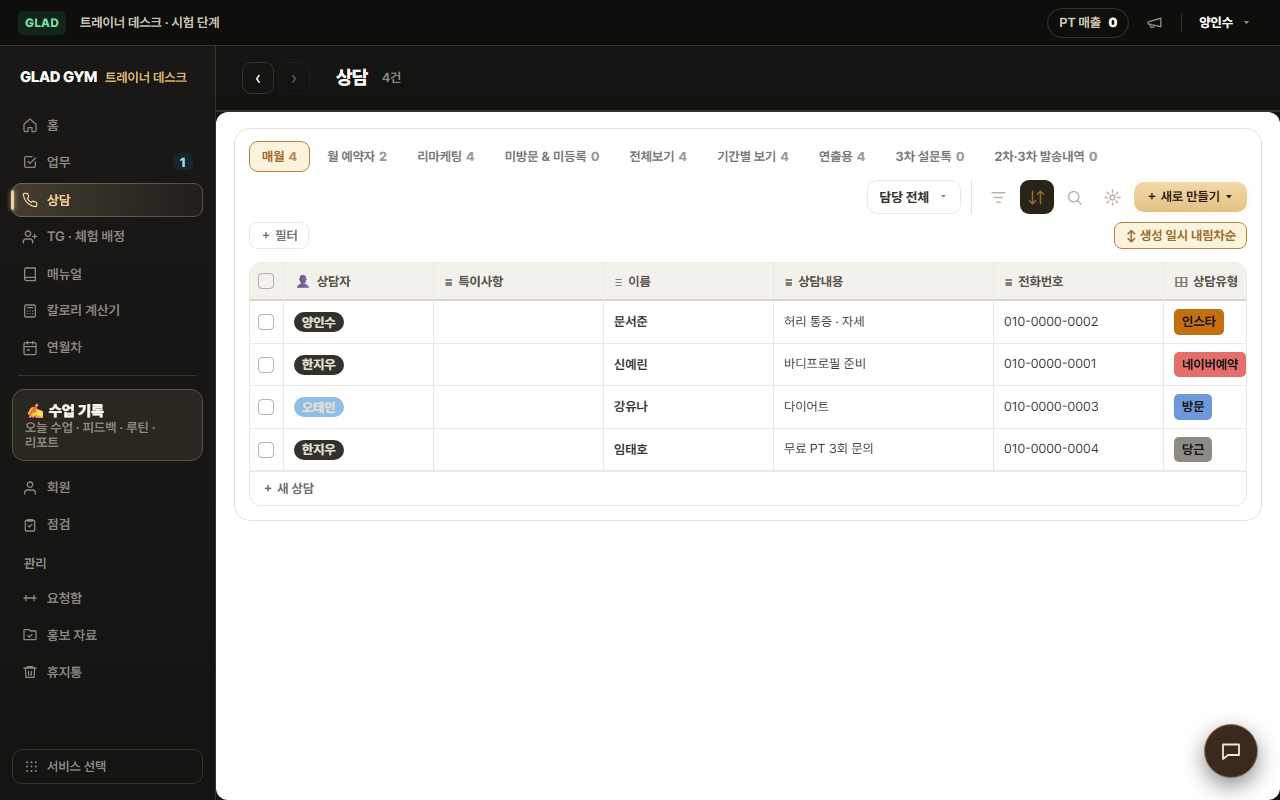 GLAD 트레이너 데스크 · 시험 단계
PT 매출 0
양인수
GLAD GYM 트레이너 데스크
홈
업무 1
상담
TG · 체험 배정
매뉴얼
칼로리 계산기
연월차
✍️ 수업 기록
오늘 수업 · 피드백 · 루틴 ·
리포트
회원
점검
관리
요청함
홍보 자료
휴지통
서비스 선택
상담 4건
매월 4 월 예약자 2 리마케팅 4 미방문 & 미등록 0 전체보기 4 기간별 보기 4 연출용 4 3차 설문톡 0 2차·3차 발송내역 0
담당 전체
+ 새로 만들기
+ 필터
생성 일시 내림차순
상담자 특이사항 이름 상담내용 전화번호 상담유형
양인수 문서준 허리 통증 · 자세 010-0000-0002 인스타
한지우 신예린 바디프로필 준비 010-0000-0001 네이버예약
오태민 강유나 다이어트 010-0000-0003 방문
한지우 임태호 무료 PT 3회 문의 010-0000-0004 당근
+ 새 상담